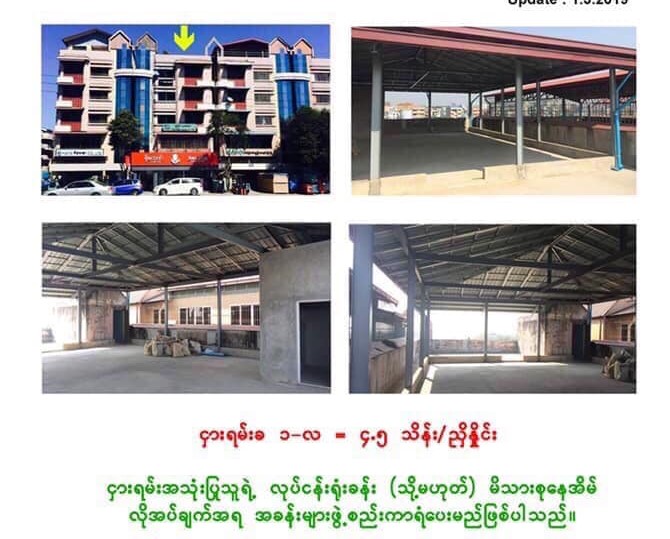 Update : 1.5.2019
ငှားရမ်းခ ၁-လ = ၄.၅ သိန်း/ညှိနှိုင်း
ငှားရမ်းအသုံးပြုသူရဲ့ လုပ်ငန်းရုံးခန်း (သို့မဟုတ်) မိသားစုနေအိမ်
လိုအပ်ချက်အရ အခန်းများဖွဲ့စည်းကာရံပေးမည်ဖြစ်ပါသည်။